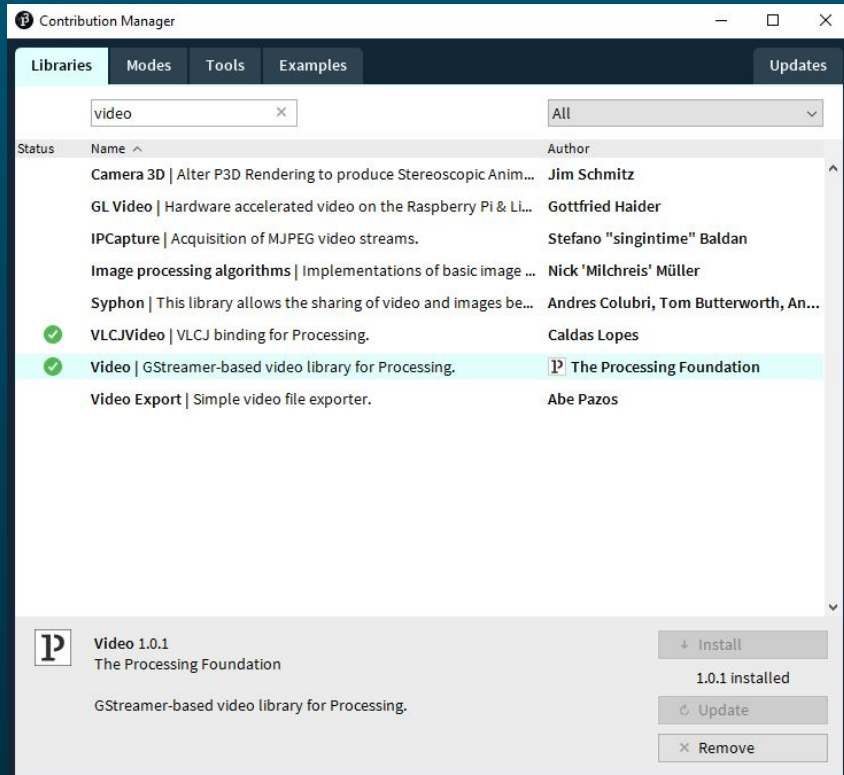 Contribution Manager
Libraries Modes Tools Examples Updates
video All
Status Name Author
Camera 3D | Alter P3D Rendering to produce Stereoscopic Anim... Jim Schmitz
GL Video | Hardware accelerated video on the Raspberry Pi & Li... Gottfried Haider
IPCapture | Acquisition of MJPEG video streams. Stefano "singintime" Baldan
Image processing algorithms | Implementations of basic image ... Nick 'Milchreis' Müller
Syphon | This library allows the sharing of video and images be... Andres Colubri, Tom Butterworth, An...
VLCJVideo | VLCJ binding for Processing. Caldas Lopes
Video | GStreamer-based video library for Processing. The Processing Foundation
Video Export | Simple video file exporter. Abe Pazos
Video 1.0.1
The Processing Foundation
GStreamer-based video library for Processing.
Install
1.0.1 installed
Update
Remove